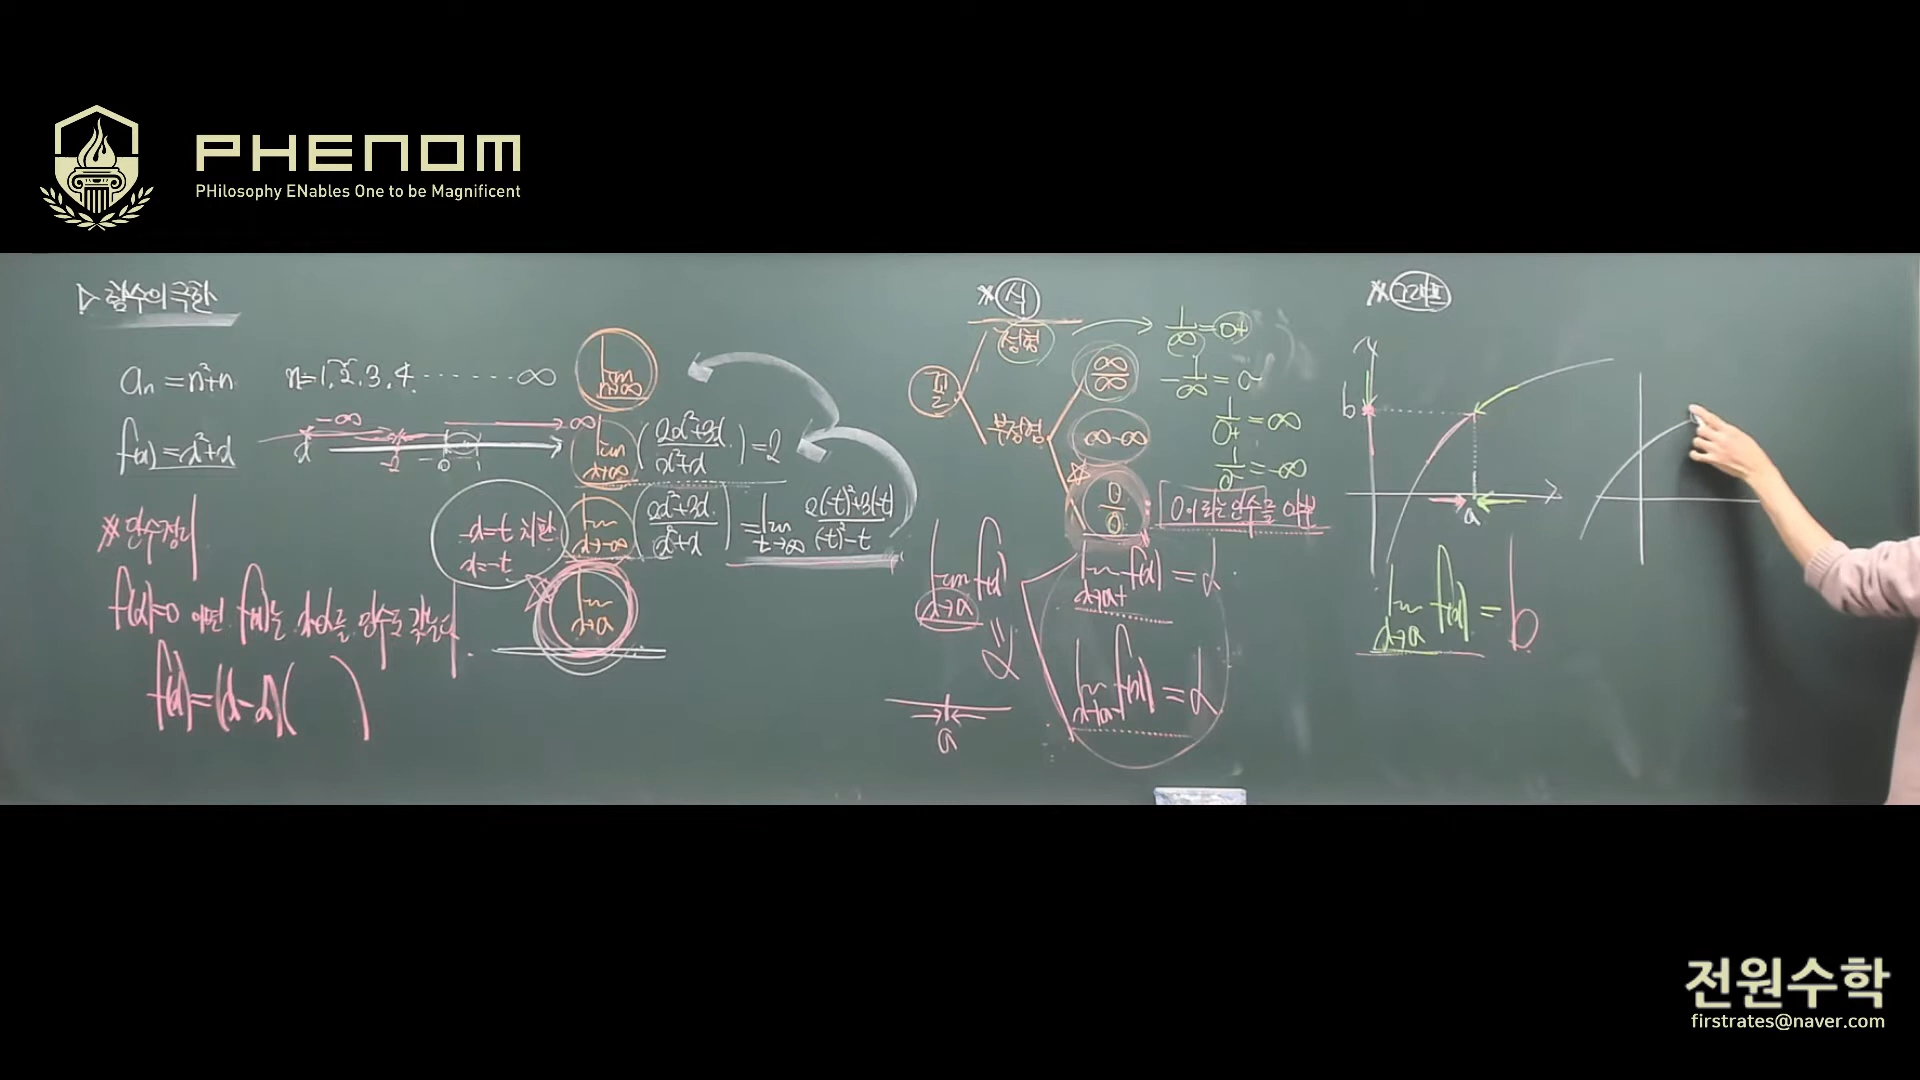 PHENOM
PHilosophy ENables One to be Magnificent
▷ 함수의 극한
aₙ = n²+n   n=1, 2, 3, 4 ········ ∞   lim n→∞
f(x) = x²+x   x   -∞   -1   0   1   ∞   lim x→∞ (2x²+3x / x²+x) = 2
-x=t 치환
x=-t
lim x→-∞ (2x²+3x / x²+x) = lim t→∞ 2(-t)²+3(-t) / (-t)²-t
lim x→a
※ 인수정리
f(α)=0 이면 f(x)는 x-α를 인수로 갖는다.
f(x)=(x-α)(    )
※ 식
꼴
정형
부정형
∞/∞
∞-∞
☆ 0/0
1/∞ = 0+
-1/∞ = 0-
1/0+ = ∞
1/0- = -∞
0이라는 인수를
lim x→a f(x) = α
lim x→a+ f(x) = α
lim x→a- f(x) = α
a
※ 그래프
y
b
a
lim x→a f(x) = b
전원수학
firstrates@naver.com